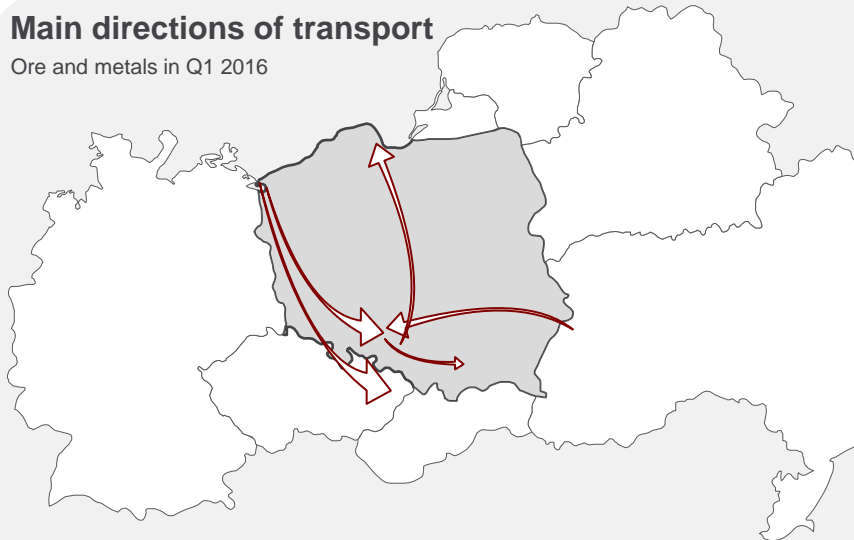 Main directions of transport
Ore and metals in Q1 2016